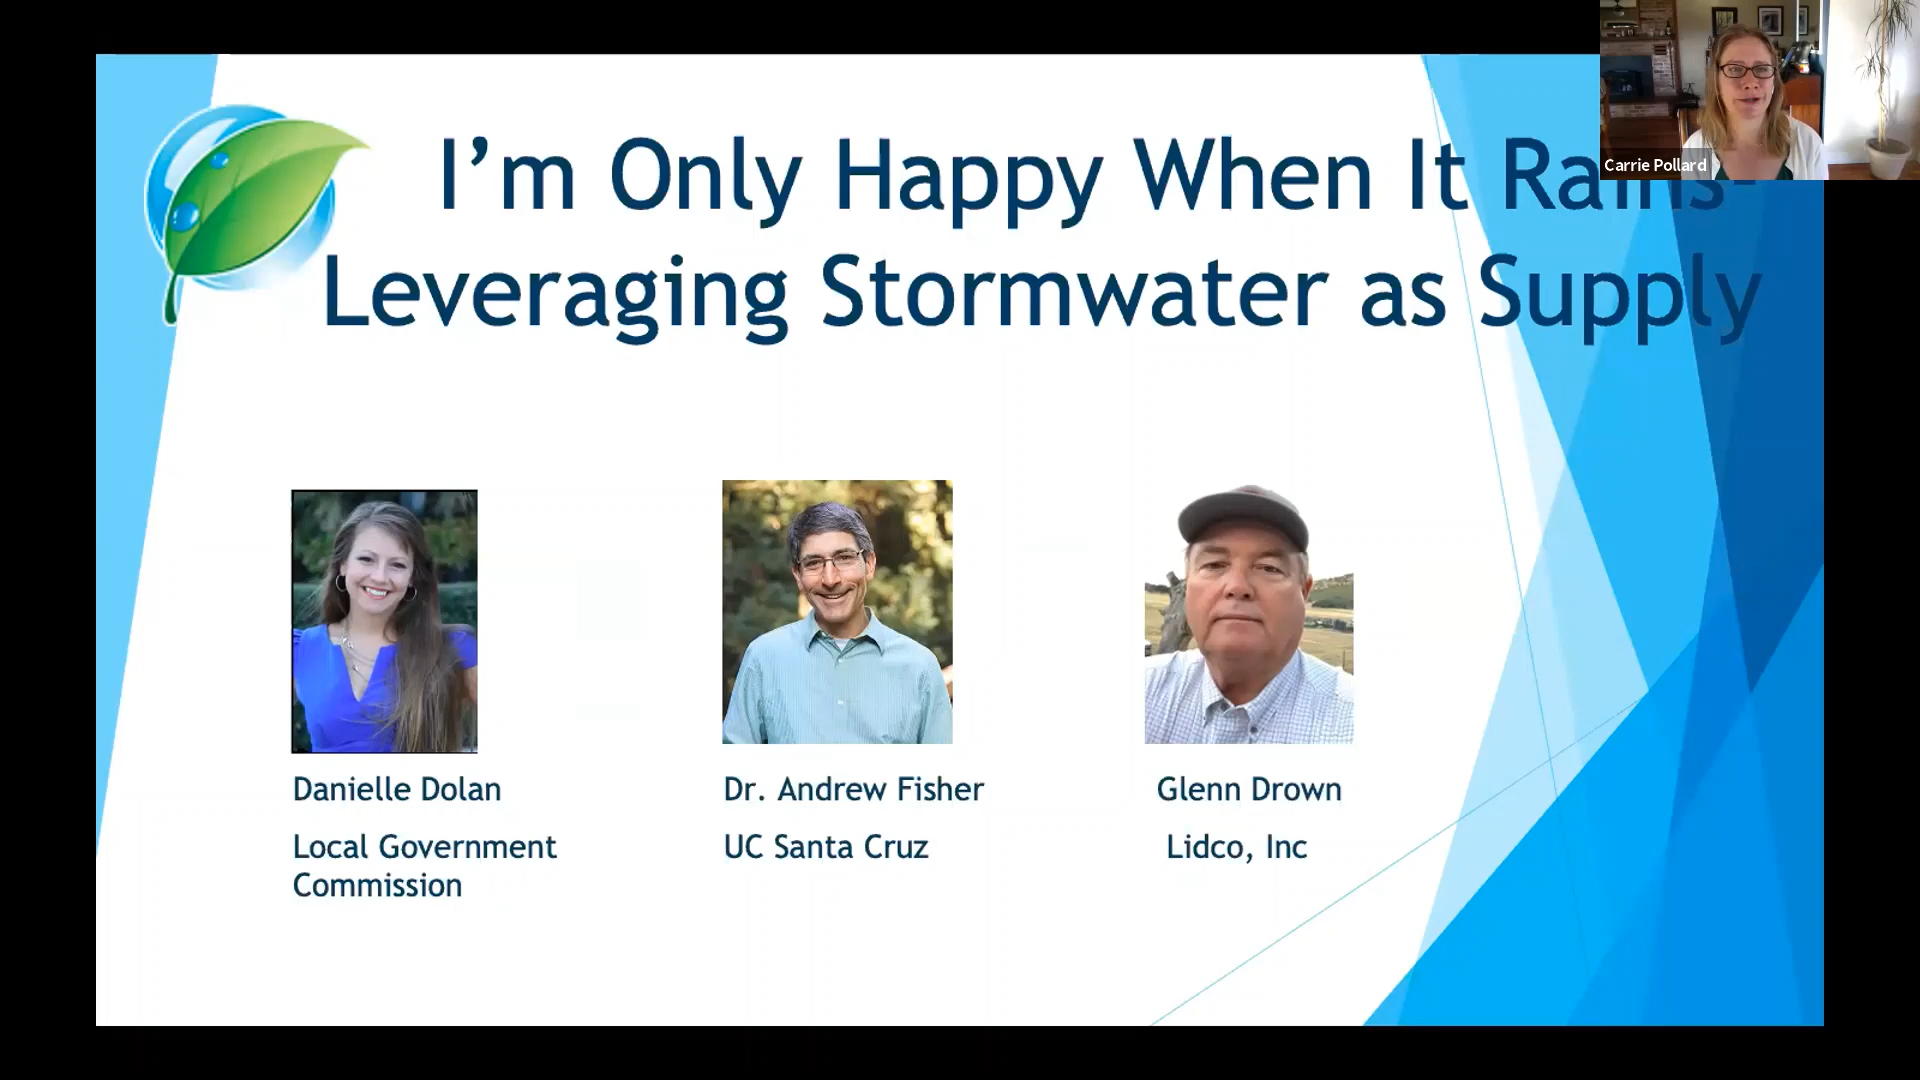 I'm Only Happy When It Rains-
Leveraging Stormwater as Supply
Carrie Pollard
Danielle Dolan
Local Government
Commission
Dr. Andrew Fisher
UC Santa Cruz
Glenn Drown
Lidco, Inc